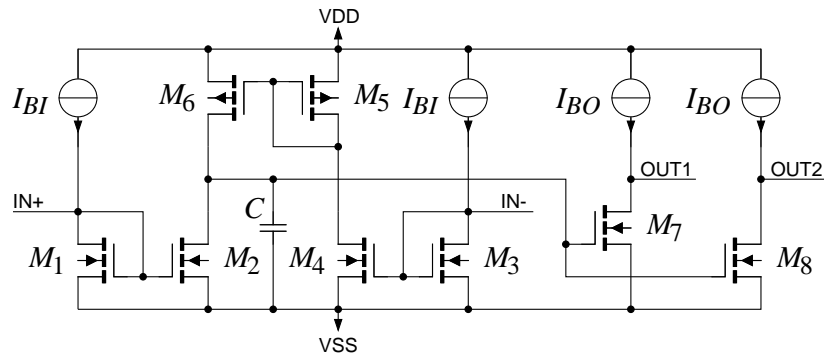 VDD
I_BI
M_6
M_5
I_BI
I_BO
I_BO
IN+
C
IN-
OUT1
OUT2
M_1
M_2
M_4
M_3
M_7
M_8
VSS